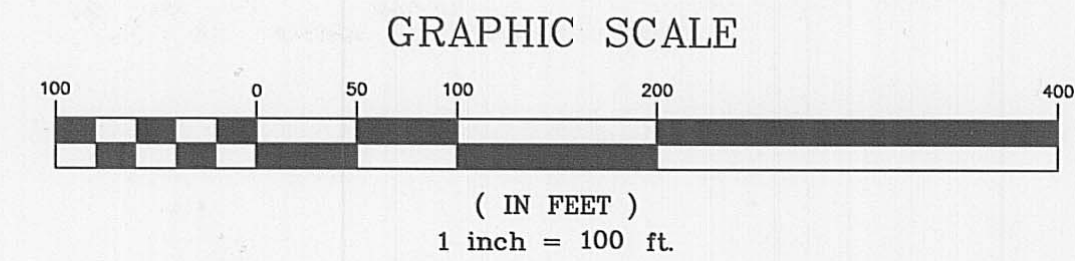 GRAPHIC SCALE
100 0 50 100 200 400
( IN FEET )
1 inch = 100 ft.